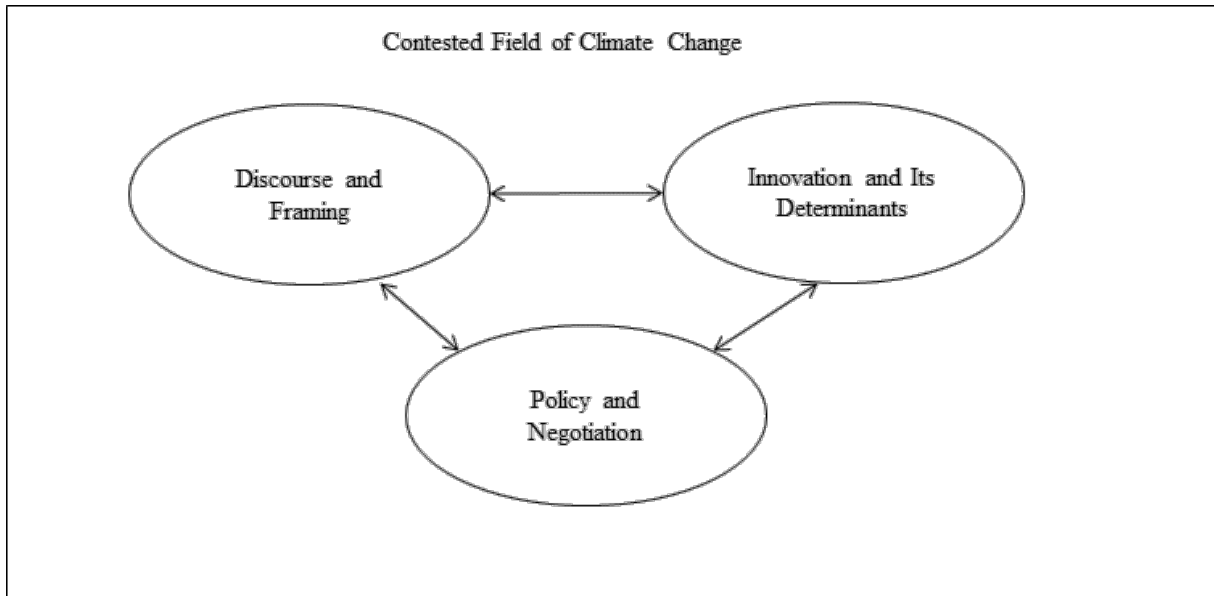 Contested Field of Climate Change
Discourse and
Framing
Innovation and Its
Determinants
Policy and
Negotiation